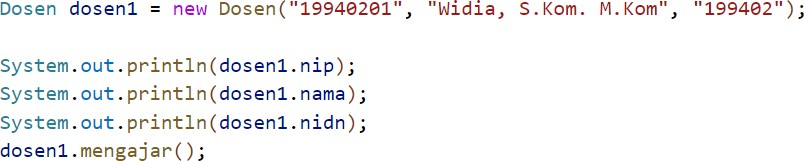 Dosen dosen1 = new Dosen("19940201", "Widia, S.Kom. M.Kom", "199402");
System.out.println(dosen1.nip);
System.out.println(dosen1.nama);
System.out.println(dosen1.nidn);
dosen1.mengajar();